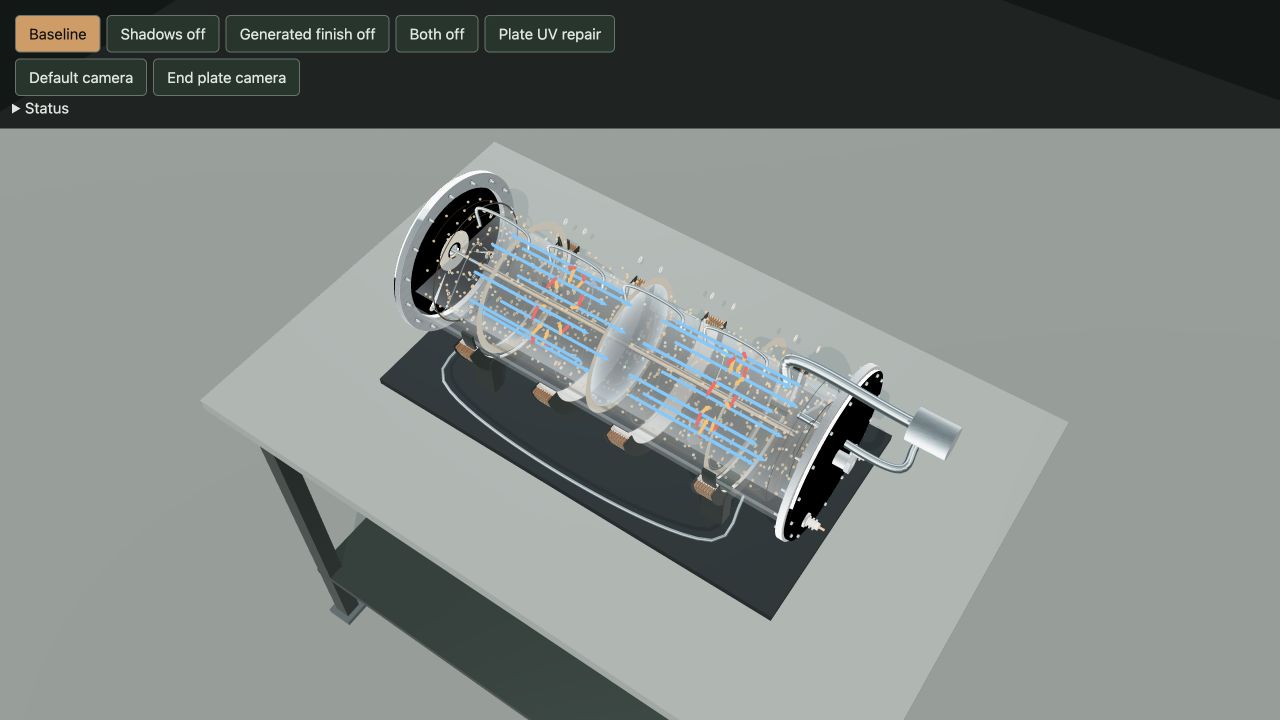 Baseline Shadows off Generated finish off Both off Plate UV repair
Default camera End plate camera
Status